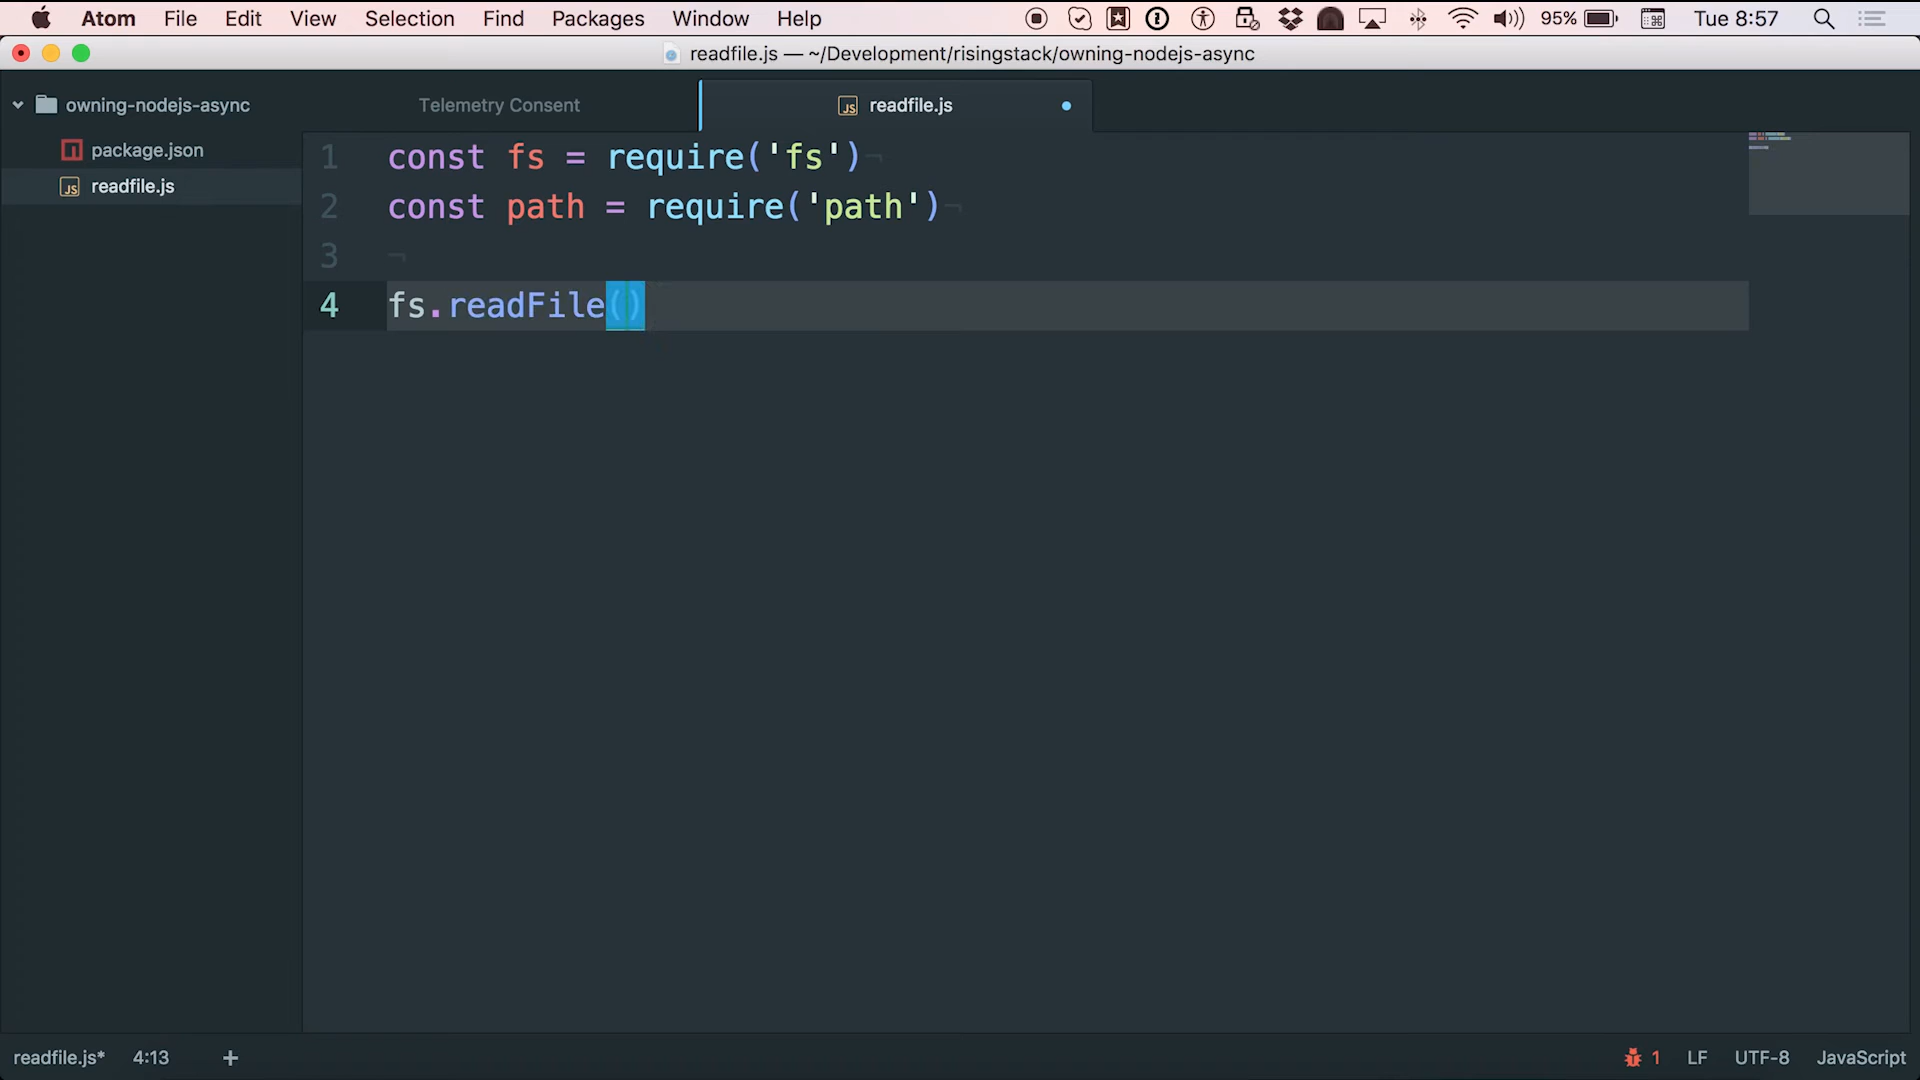 Atom File Edit View Selection Find Packages Window Help 95% Tue 8:57
readfile.js — ~/Development/risingstack/owning-nodejs-async
owning-nodejs-async
package.json
readfile.js
Telemetry Consent
readfile.js
1 const fs = require('fs')¬
2 const path = require('path')¬
3 ¬
4 fs.readFile()
readfile.js* 4:13 + 1 LF UTF-8 JavaScript